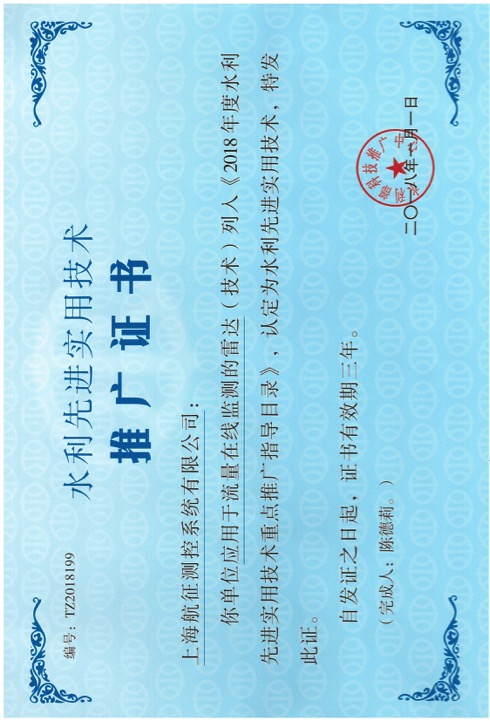 编号：TZ2018199
水利先进实用技术
推广证书
上海航征测控系统有限公司：
你单位应用于流量在线监测的雷达（技术）列入《2018年度水利
先进实用技术重点推广指导目录》，认定为水利先进实用技术，特发
此证。
自发证之日起，证书有效期三年。
（完成人：陈德莉。）